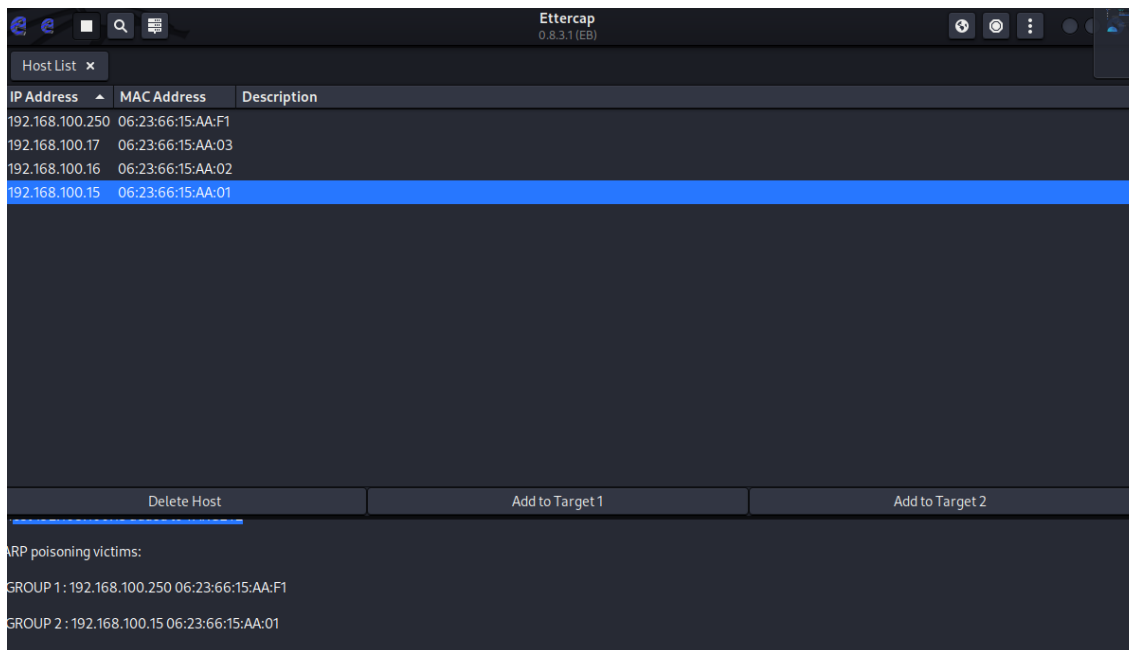 Ettercap
0.8.3.1 (EB)
Host List ×
IP Address MAC Address Description
192.168.100.250 06:23:66:15:AA:F1
192.168.100.17 06:23:66:15:AA:03
192.168.100.16 06:23:66:15:AA:02
192.168.100.15 06:23:66:15:AA:01
Delete Host Add to Target 1 Add to Target 2
ARP poisoning victims:
GROUP 1 : 192.168.100.250 06:23:66:15:AA:F1
GROUP 2 : 192.168.100.15 06:23:66:15:AA:01